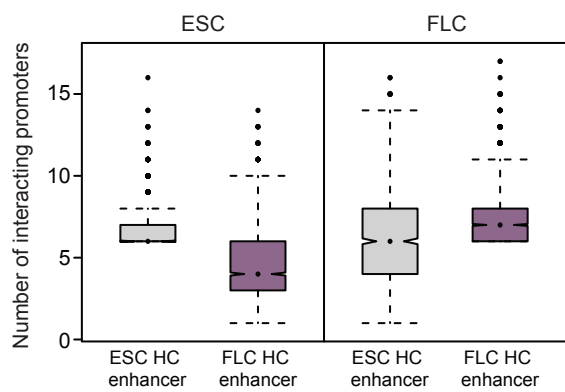 ESC FLC
Number of interacting promoters
15
10
5
0
ESC HC FLC HC ESC HC FLC HC
enhancer enhancer enhancer enhancer